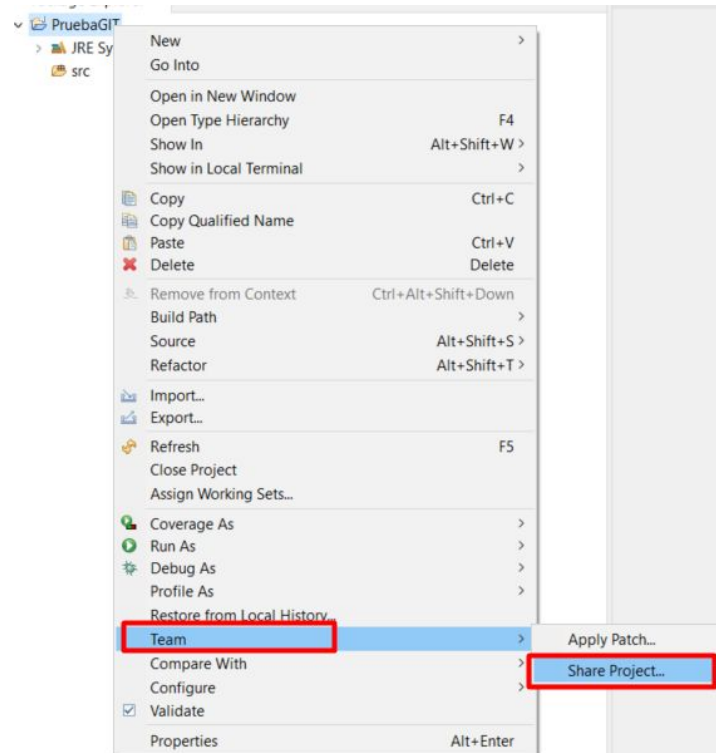 PruebaGIT
JRE Sy
src
New
Go Into
Open in New Window
Open Type Hierarchy F4
Show In Alt+Shift+W >
Show in Local Terminal
Copy Ctrl+C
Copy Qualified Name
Paste Ctrl+V
Delete Delete
Remove from Context Ctrl+Alt+Shift+Down
Build Path
Source Alt+Shift+S >
Refactor Alt+Shift+T >
Import...
Export...
Refresh F5
Close Project
Assign Working Sets...
Coverage As
Run As
Debug As
Profile As
Restore from Local History...
Team
Compare With
Configure
Validate
Properties Alt+Enter
Apply Patch...
Share Project...